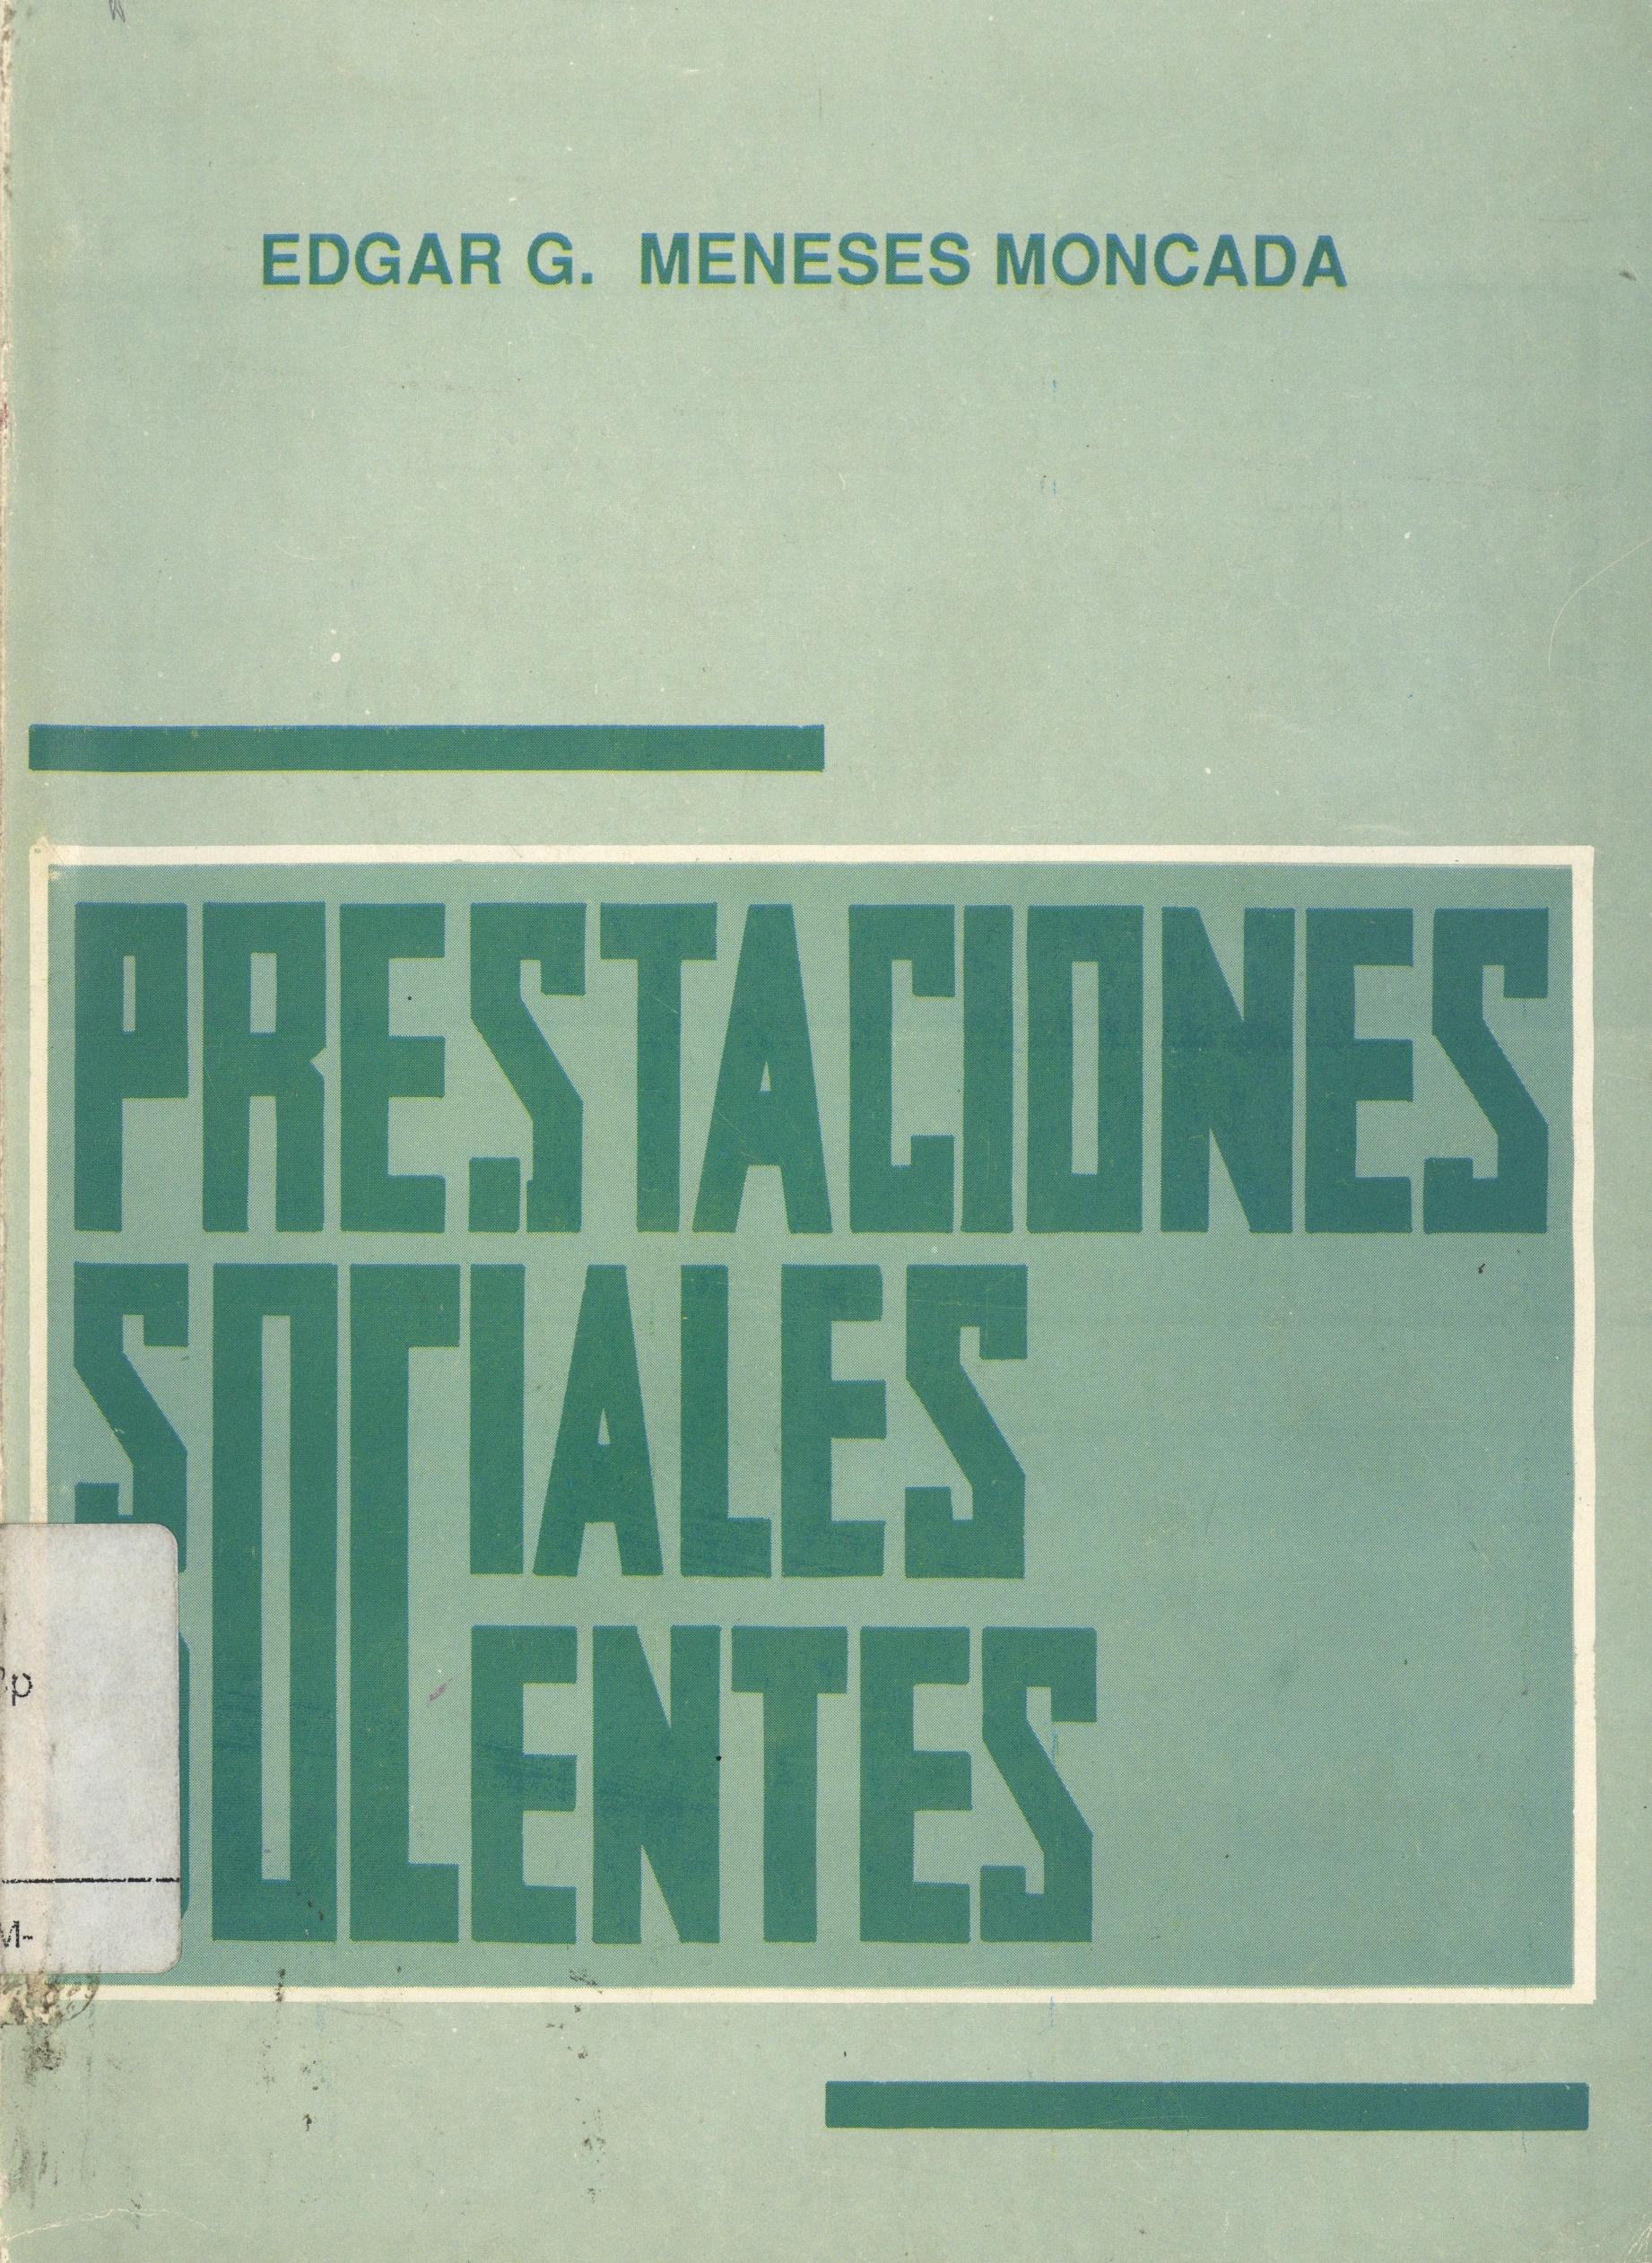 EDGAR G. MENESES MONCADA
PRESTACIONES
SOCIALES
DOCENTES
M-